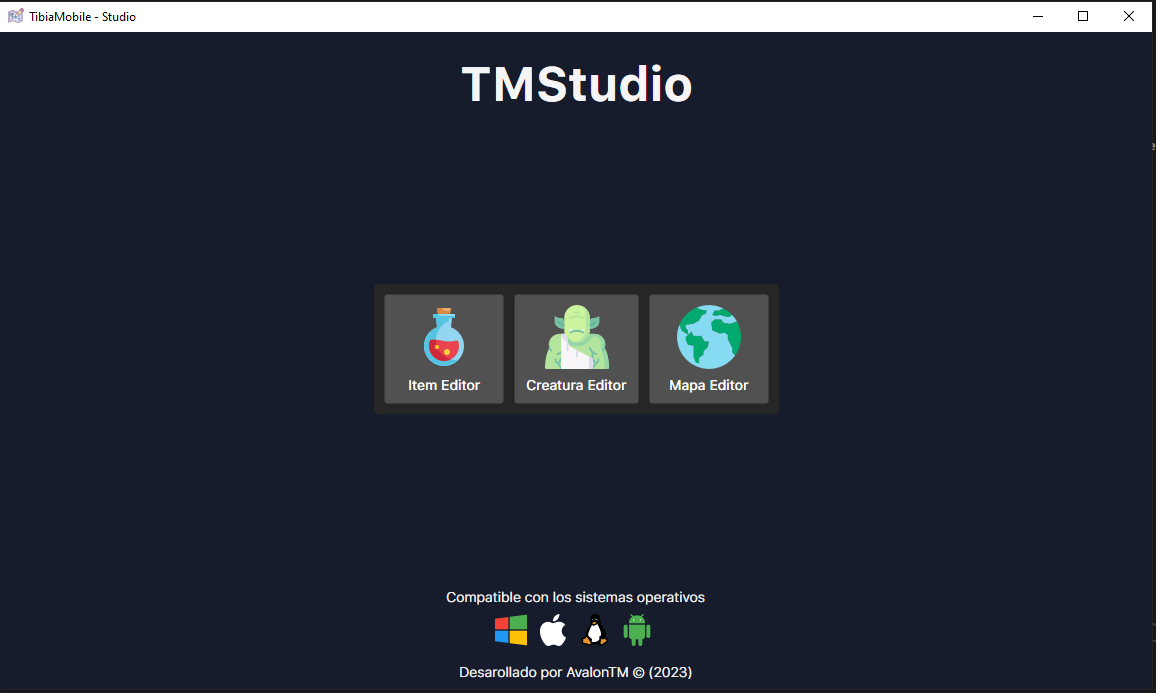 TibiaMobile - Studio
TMStudio
Item Editor
Creatura Editor
Mapa Editor
Compatible con los sistemas operativos
Desarollado por AvalonTM © (2023)